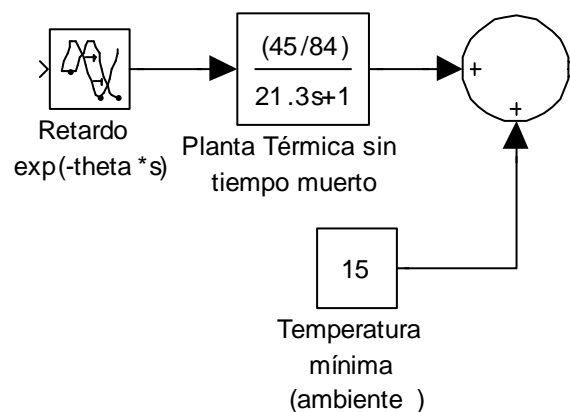 (45/84)
21.3s+1
+
+
Retardo
exp(-theta *s)
Planta Térmica sin
tiempo muerto
15
Temperatura
mínima
(ambiente )